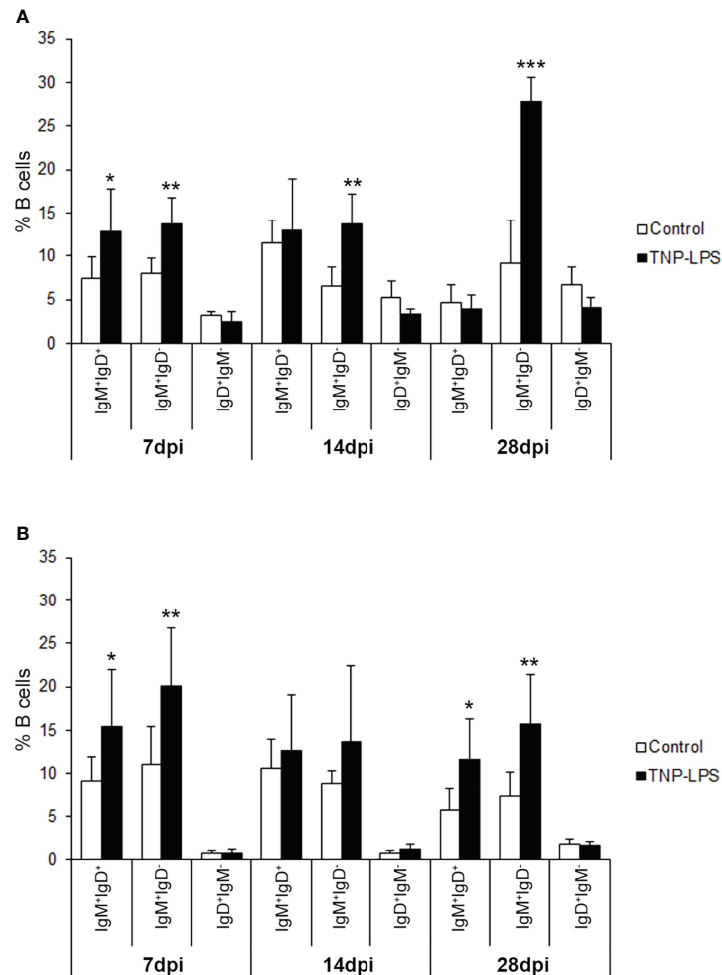 A
35
30
25
20
15
10
5
0
% B cells
*
**
**
***
Control
TNP-LPS
IgM⁺IgD⁺
IgM⁺IgD⁻
IgD⁺IgM⁻
IgM⁺IgD⁺
IgM⁺IgD⁻
IgD⁺IgM⁻
IgM⁺IgD⁺
IgM⁺IgD⁻
IgD⁺IgM⁻
7dpi
14dpi
28dpi
B
35
30
25
20
15
10
5
0
% B cells
*
**
*
**
Control
TNP-LPS
IgM⁺IgD⁺
IgM⁺IgD⁻
IgD⁺IgM⁻
IgM⁺IgD⁺
IgM⁺IgD⁻
IgD⁺IgM⁻
IgM⁺IgD⁺
IgM⁺IgD⁻
IgD⁺IgM⁻
7dpi
14dpi
28dpi